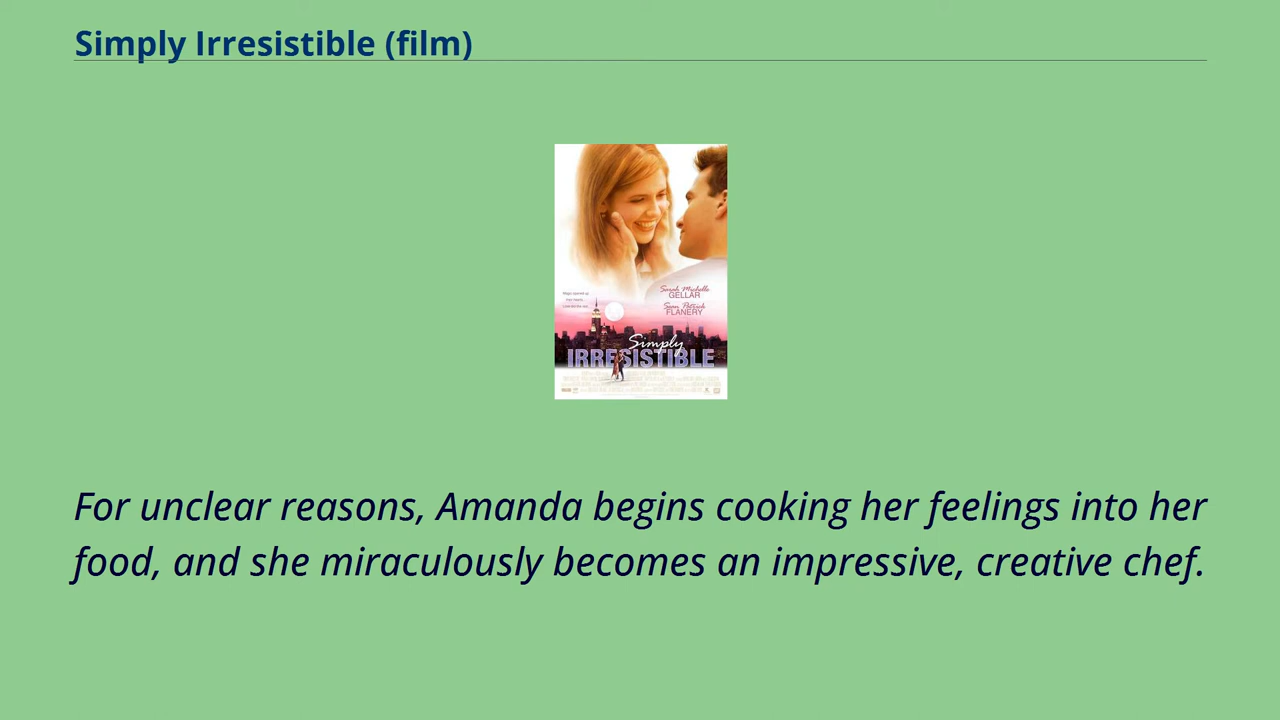 Simply Irresistible (film)
Sarah Michelle
GELLAR
Sean Patrick
FLANERY
Simply
IRRESISTIBLE
For unclear reasons, Amanda begins cooking her feelings into her
food, and she miraculously becomes an impressive, creative chef.